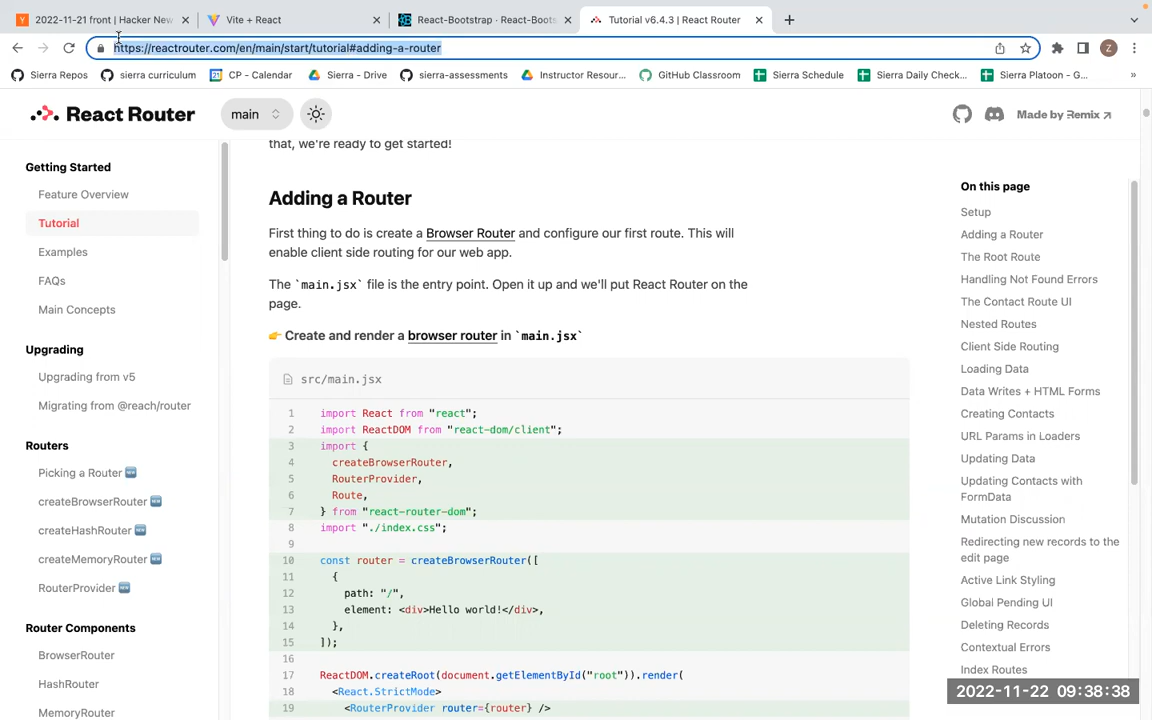 2022-11-21 front | Hacker New
Vite + React
React-Bootstrap · React-Boots
Tutorial v6.4.3 | React Router
https://reactrouter.com/en/main/start/tutorial#adding-a-router
Z
Sierra Repos
sierra curriculum
CP - Calendar
Sierra - Drive
sierra-assessments
Instructor Resour...
GitHub Classroom
Sierra Schedule
Sierra Daily Check...
Sierra Platoon - G...
»
React Router
main
Made by Remix ↗
Getting Started
Feature Overview
Tutorial
Examples
FAQs
Main Concepts
Upgrading
Upgrading from v5
Migrating from @reach/router
Routers
Picking a Router 🆕
createBrowserRouter 🆕
createHashRouter 🆕
createMemoryRouter 🆕
RouterProvider 🆕
Router Components
BrowserRouter
HashRouter
MemoryRouter
that, we're ready to get started!
Adding a Router
First thing to do is create a Browser Router and configure our first route. This will
enable client side routing for our web app.
The `main.jsx` file is the entry point. Open it up and we'll put React Router on the
page.
👉 Create and render a browser router in `main.jsx`
src/main.jsx
1 import React from "react";
2 import ReactDOM from "react-dom/client";
3 import {
4 createBrowserRouter,
5 RouterProvider,
6 Route,
7 } from "react-router-dom";
8 import "./index.css";
9
10 const router = createBrowserRouter([
11 {
12 path: "/",
13 element: <div>Hello world!</div>,
14 },
15 ]);
16
17 ReactDOM.createRoot(document.getElementById("root")).render(
18 <React.StrictMode>
19 <RouterProvider router={router} />
On this page
Setup
Adding a Router
The Root Route
Handling Not Found Errors
The Contact Route UI
Nested Routes
Client Side Routing
Loading Data
Data Writes + HTML Forms
Creating Contacts
URL Params in Loaders
Updating Data
Updating Contacts with
FormData
Mutation Discussion
Redirecting new records to the
edit page
Active Link Styling
Global Pending UI
Deleting Records
Contextual Errors
Index Routes
2022-11-22 09:38:38